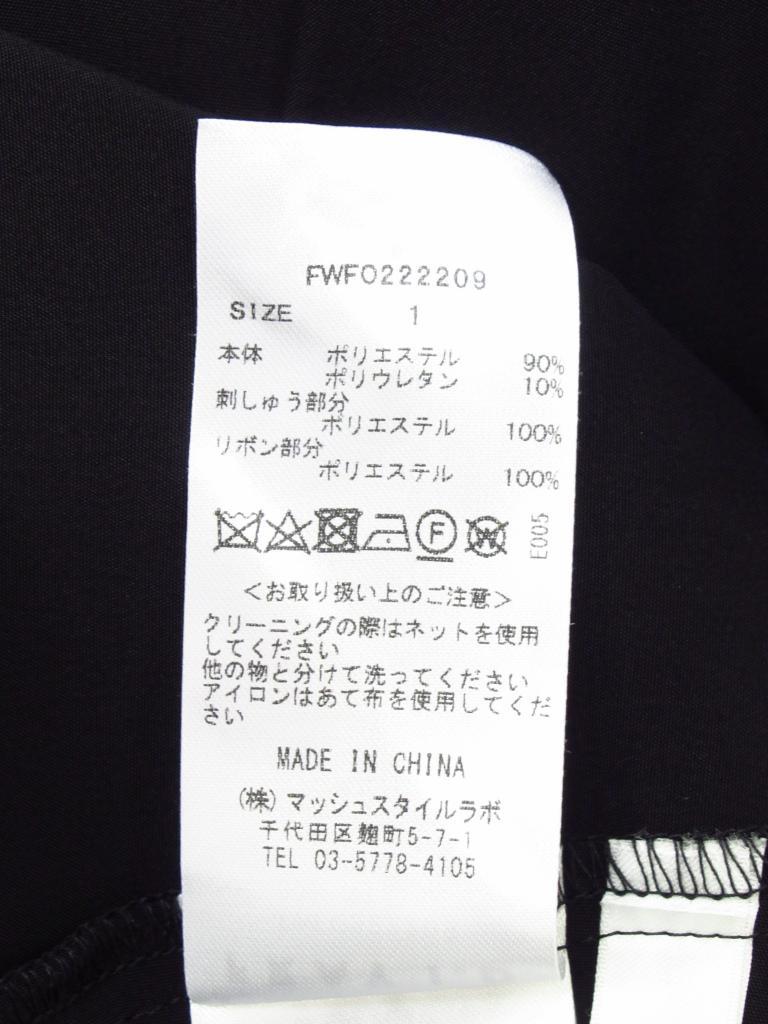 FWFO222209
SIZE 1
本体 ポリエステル 90%
ポリウレタン 10%
刺しゅう部分
ポリエステル 100%
リボン部分
ポリエステル 100%
F W E005
<お取り扱い上のご注意>
クリーニングの際はネットを使用
してください
他の物と分けて洗ってください
アイロンはあて布を使用してくだ
さい
MADE IN CHINA
(株)マッシュスタイルラボ
千代田区麹町5-7-1
TEL 03-5778-4105